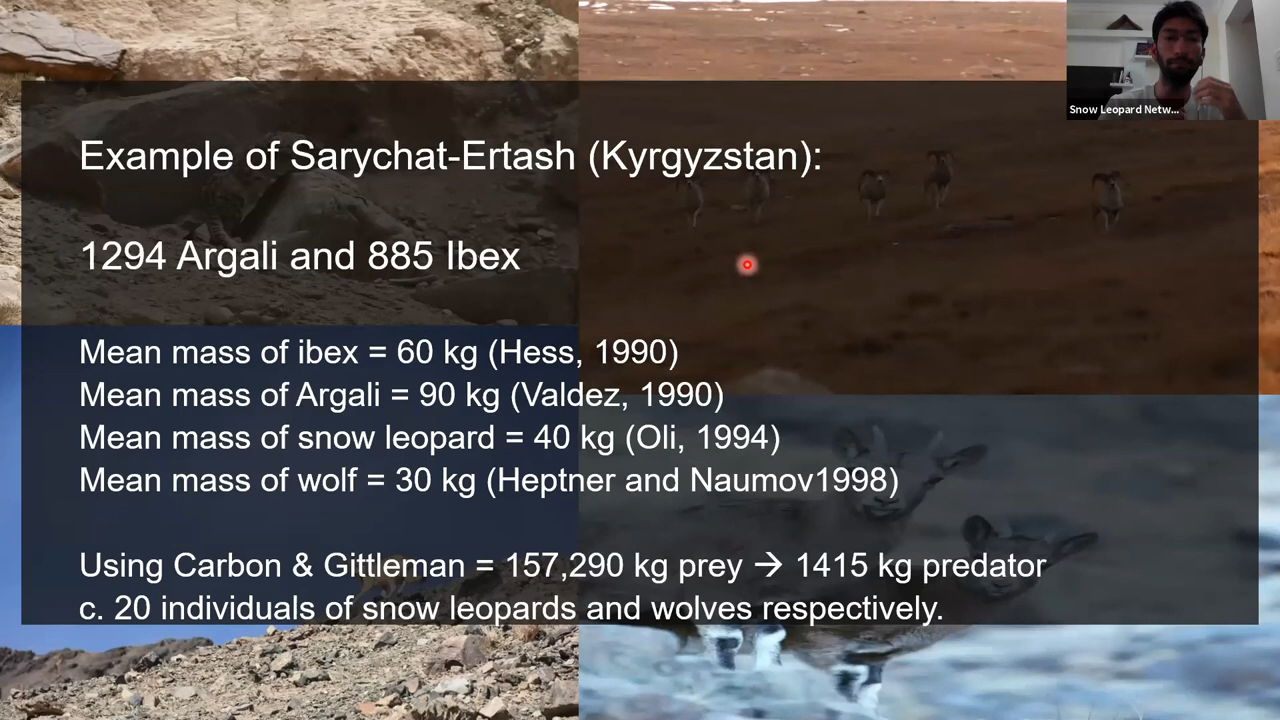 Snow Leopard Netw...
Example of Sarychat-Ertash (Kyrgyzstan):
1294 Argali and 885 Ibex
Mean mass of ibex = 60 kg (Hess, 1990)
Mean mass of Argali = 90 kg (Valdez, 1990)
Mean mass of snow leopard = 40 kg (Oli, 1994)
Mean mass of wolf = 30 kg (Heptner and Naumov1998)
Using Carbon & Gittleman = 157,290 kg prey → 1415 kg predator
c. 20 individuals of snow leopards and wolves respectively.